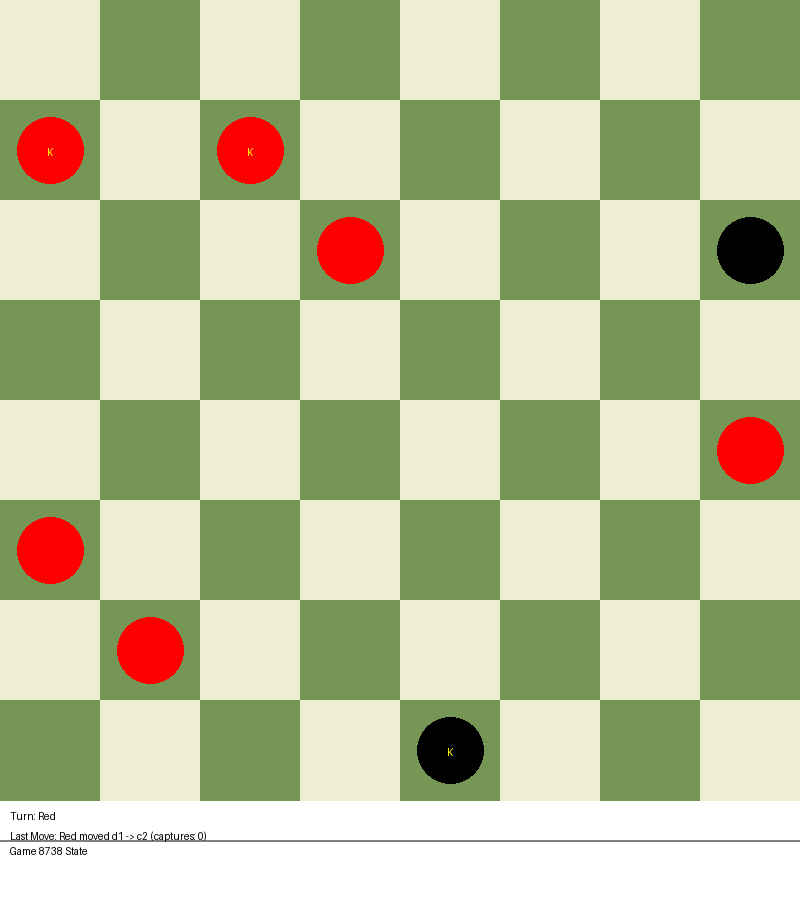 K K
K
Turn: Red
Last Move: Red moved d1 -> c2 (captures: 0)
Game 8738 State